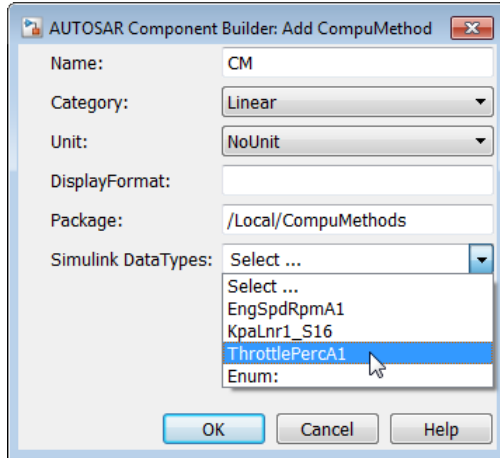 AUTOSAR Component Builder: Add CompuMethod
Name: CM
Category: Linear
Unit: NoUnit
DisplayFormat:
Package: /Local/CompuMethods
Simulink DataTypes: Select ...
Select ...
EngSpdRpmA1
KpaLnr1_S16
ThrottlePercA1
Enum:
OK Cancel Help